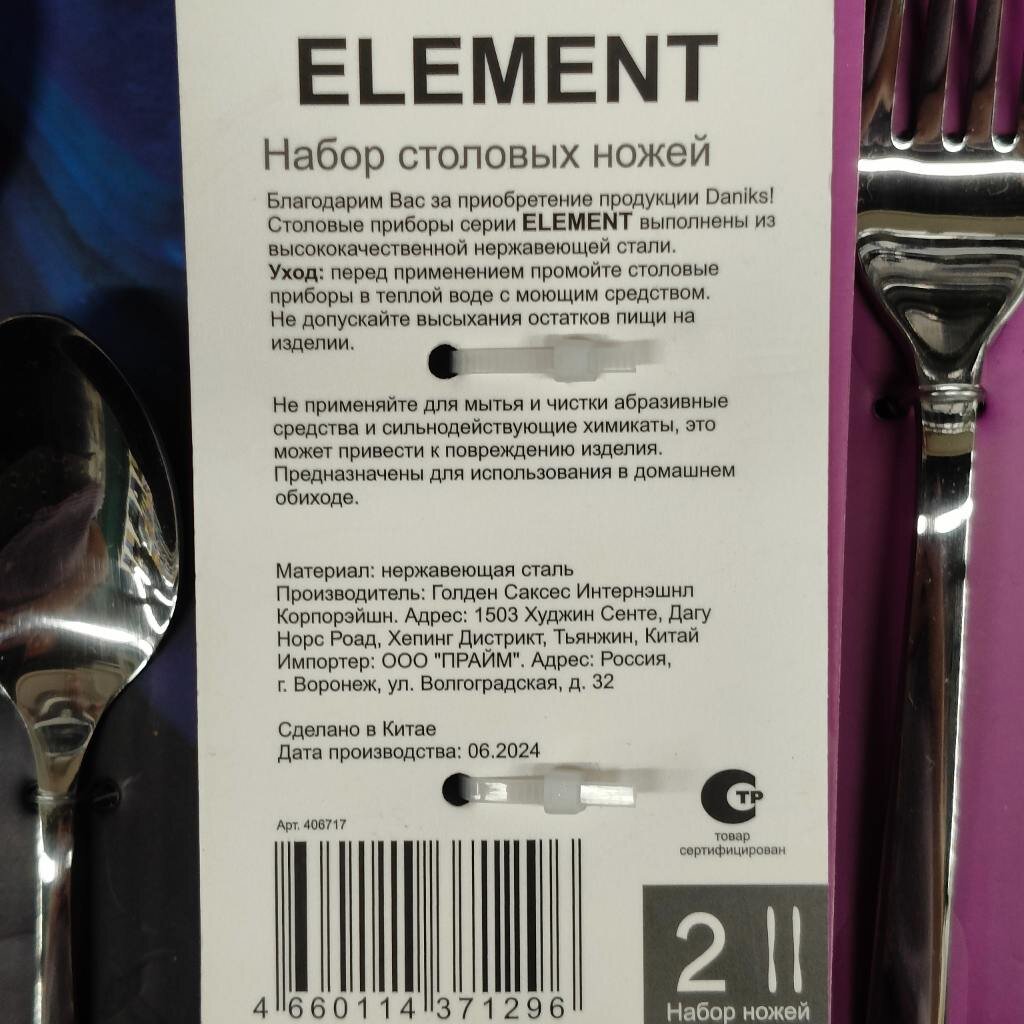 ELEMENT
Набор столовых ножей
Благодарим Вас за приобретение продукции Daniks!
Столовые приборы серии ELEMENT выполнены из
высококачественной нержавеющей стали.
Уход: перед применением промойте столовые
приборы в теплой воде с моющим средством.
Не допускайте высыхания остатков пищи на
изделии.
Не применяйте для мытья и чистки абразивные
средства и сильнодействующие химикаты, это
может привести к повреждению изделия.
Предназначены для использования в домашнем
обиходе.
Материал: нержавеющая сталь
Производитель: Голден Саксес Интернэшнл
Корпорэйшн. Адрес: 1503 Худжин Сенте, Дагу
Норс Роад, Хепинг Дистрикт, Тьянжин, Китай
Импортер: ООО "ПРАЙМ". Адрес: Россия,
г. Воронеж, ул. Волгоградская, д. 32
Сделано в Китае
Дата производства: 06.2024
ТР
товар
сертифицирован
Арт. 406717
4 660114 371296
2
Набор ножей